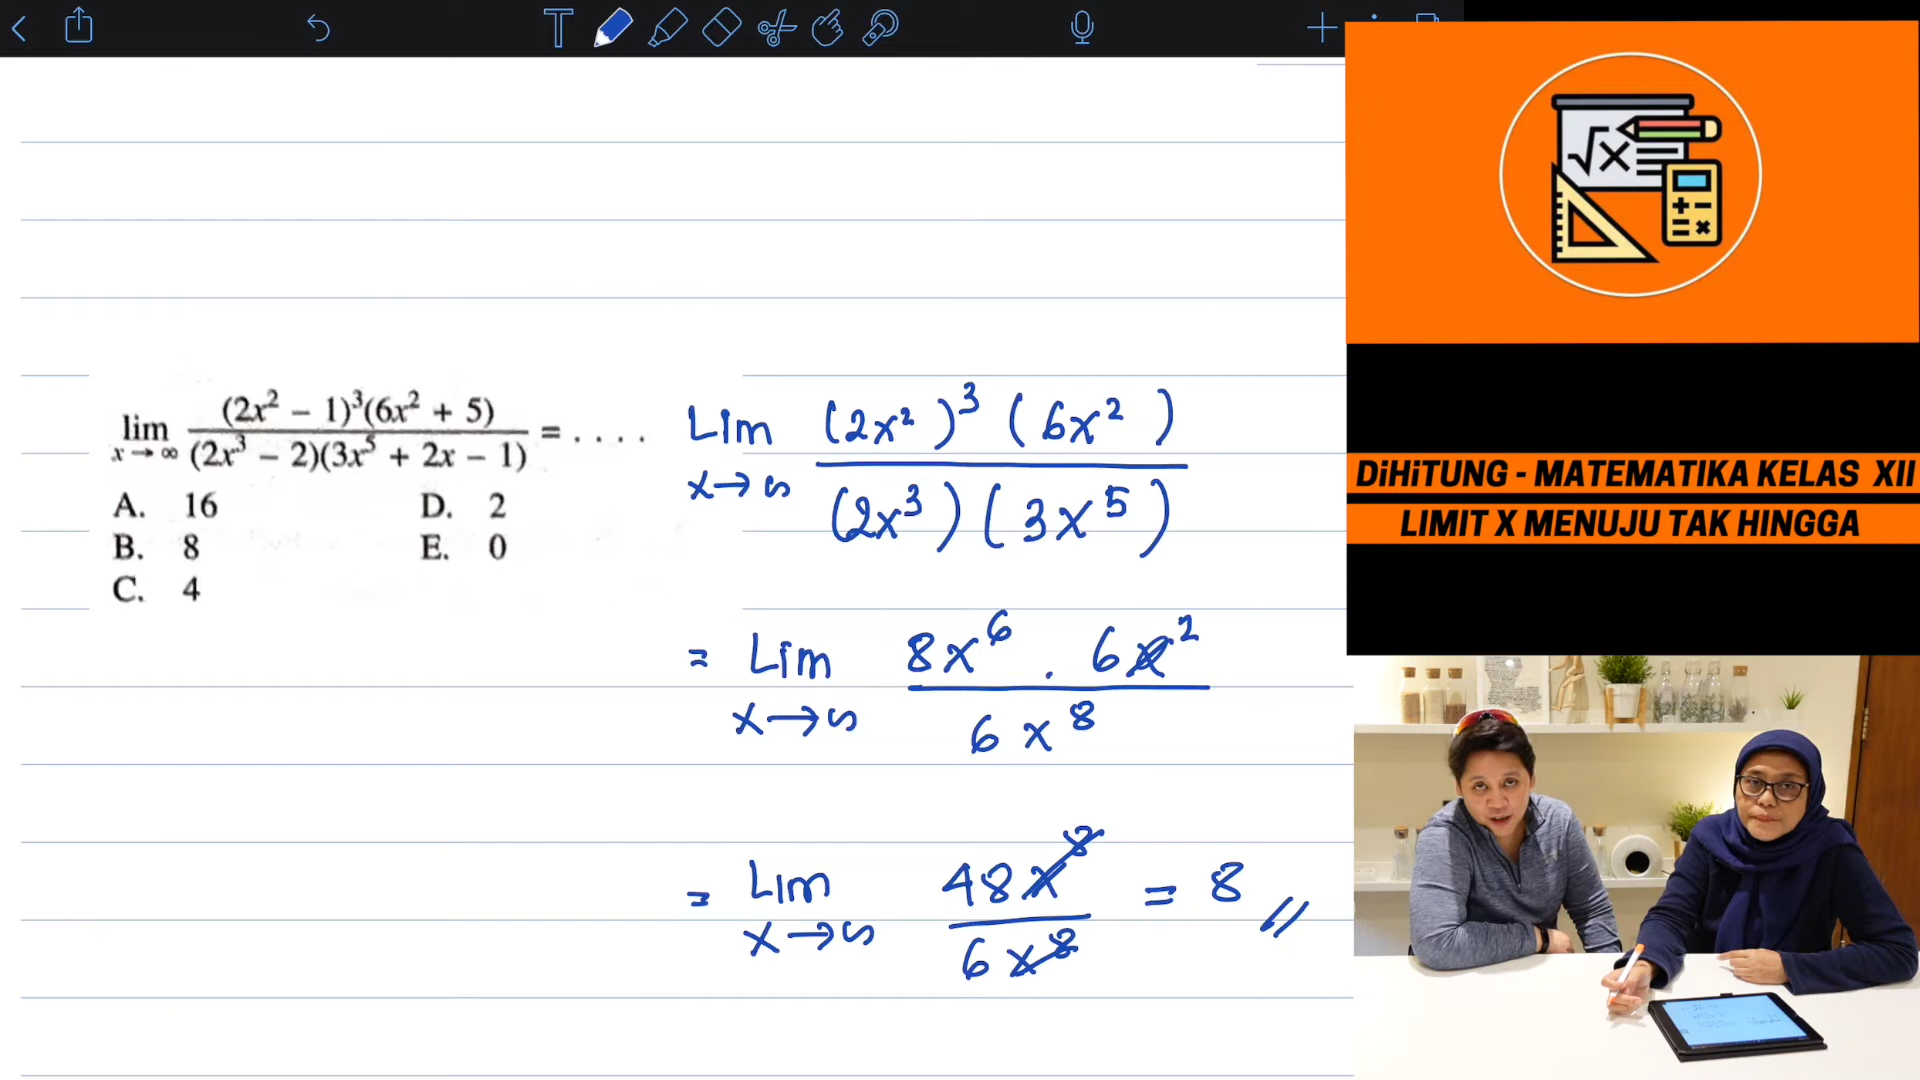 lim x→∞ (2x² − 1)³(6x² + 5) / (2x³ − 2)(3x⁵ + 2x − 1) = . . . .
A. 16 D. 2
B. 8 E. 0
C. 4
Lim x→∞ (2x² )³ (6x² ) / (2x³ ) (3x⁵ )
= Lim x→∞ 8x⁶ . 6x² / 6x⁸
= Lim x→∞ 48x⁸ / 6x⁸ = 8 //
√x
DiHiTUNG - MATEMATIKA KELAS XII
LIMIT X MENUJU TAK HINGGA